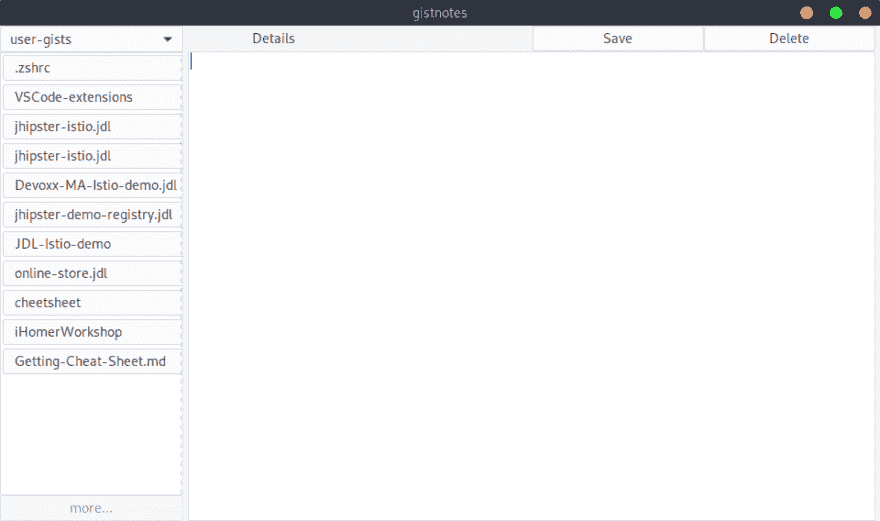 gistnotes
user-gists
Details
Save
Delete
.zshrc
VSCode-extensions
jhipster-istio.jdl
jhipster-istio.jdl
Devoxx-MA-Istio-demo.jdl
jhipster-demo-registry.jdl
JDL-Istio-demo
online-store.jdl
cheetsheet
iHomerWorkshop
Getting-Cheat-Sheet.md
more...